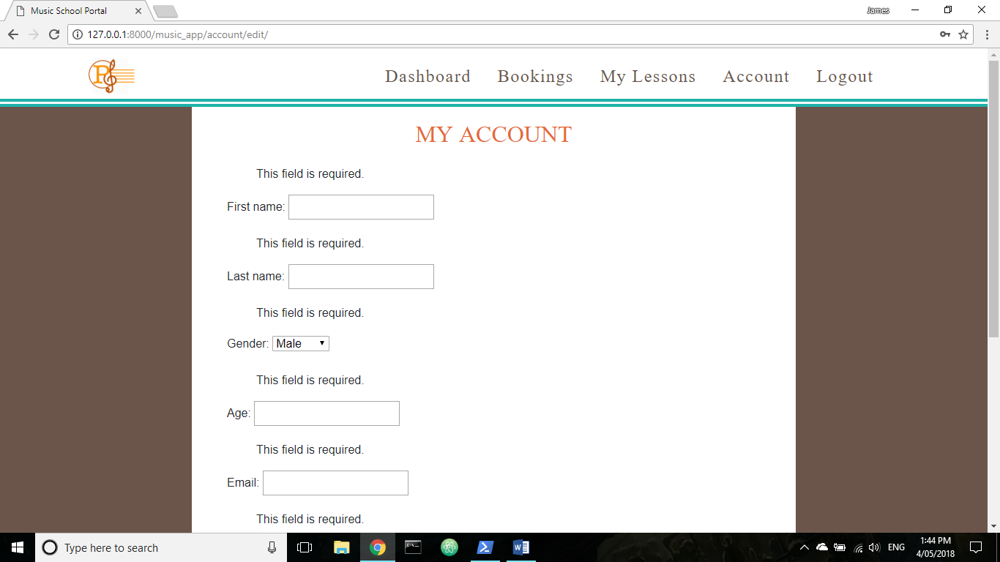 Music School Portal
James
127.0.0.1:8000/music_app/account/edit/
P
Dashboard Bookings My Lessons Account Logout
MY ACCOUNT
This field is required.
First name:
This field is required.
Last name:
This field is required.
Gender: Male
This field is required.
Age:
This field is required.
Email:
This field is required.
Type here to search
ENG
1:44 PM
4/05/2018